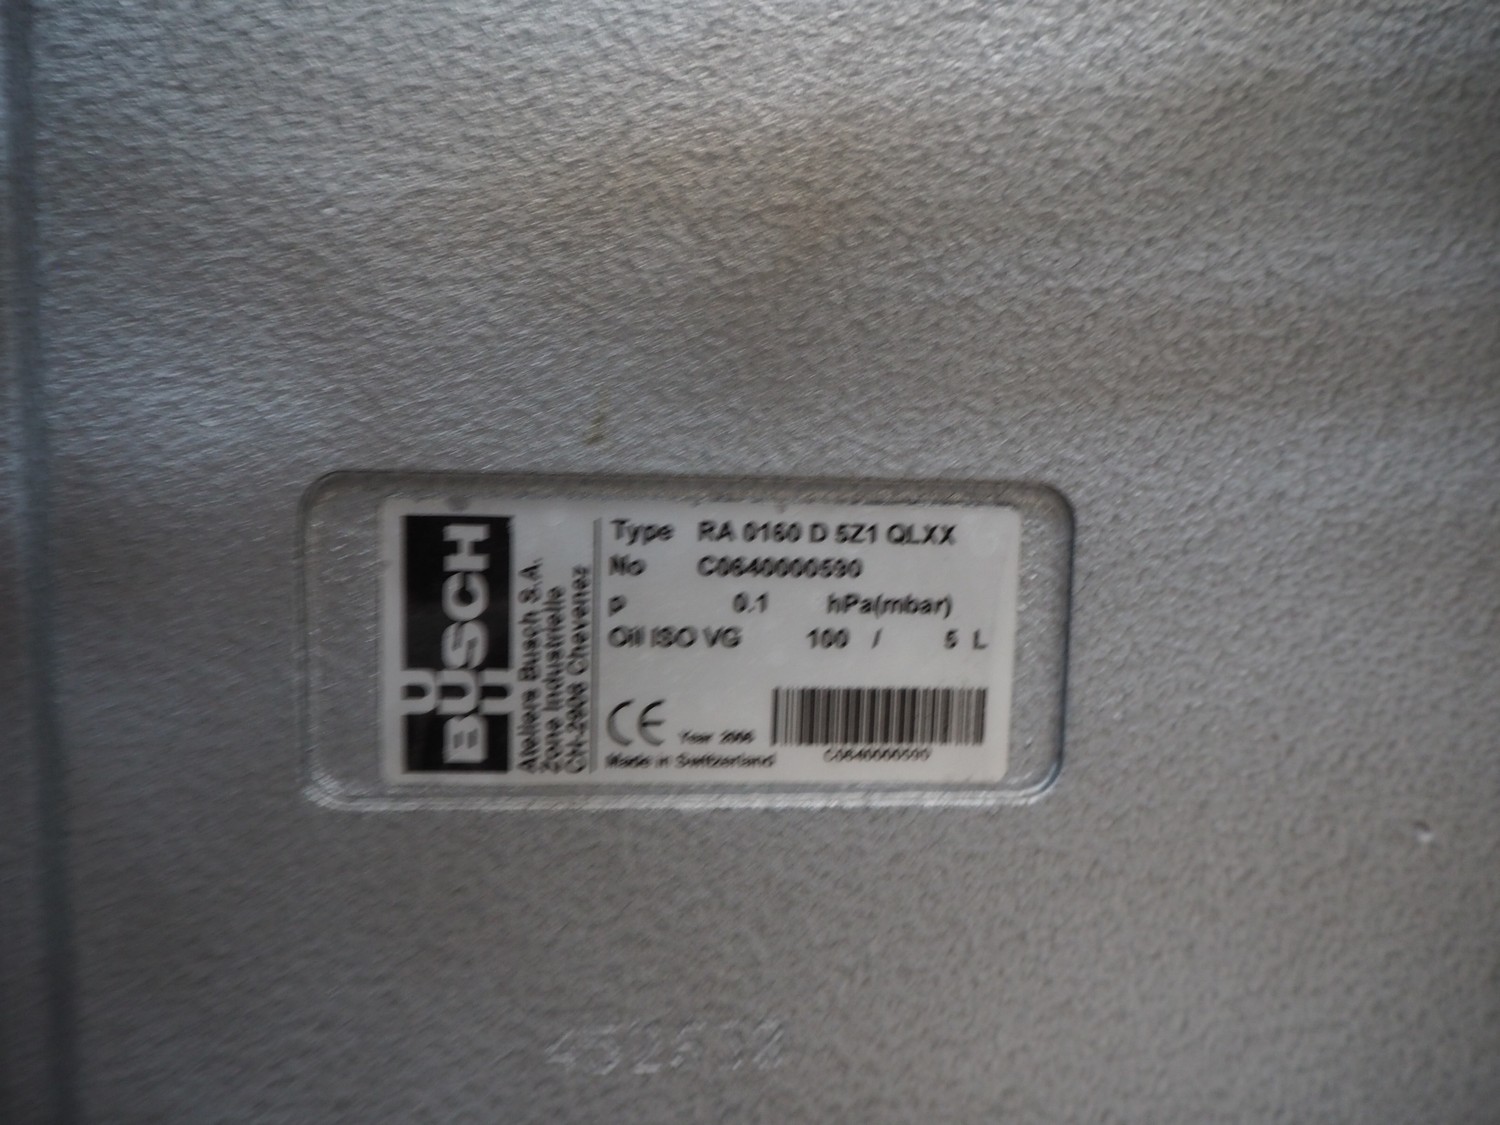 BUSCH
Ateliers Busch S.A.
Zone Industrielle
CH-2906 Chevenez
Type RA 0160 D 5Z1 QLXX
No C0640000590
p 0.1 hPa(mbar)
Oil ISO VG 100 / 5 L
CE Year 2006
Made in Switzerland
C0640000590